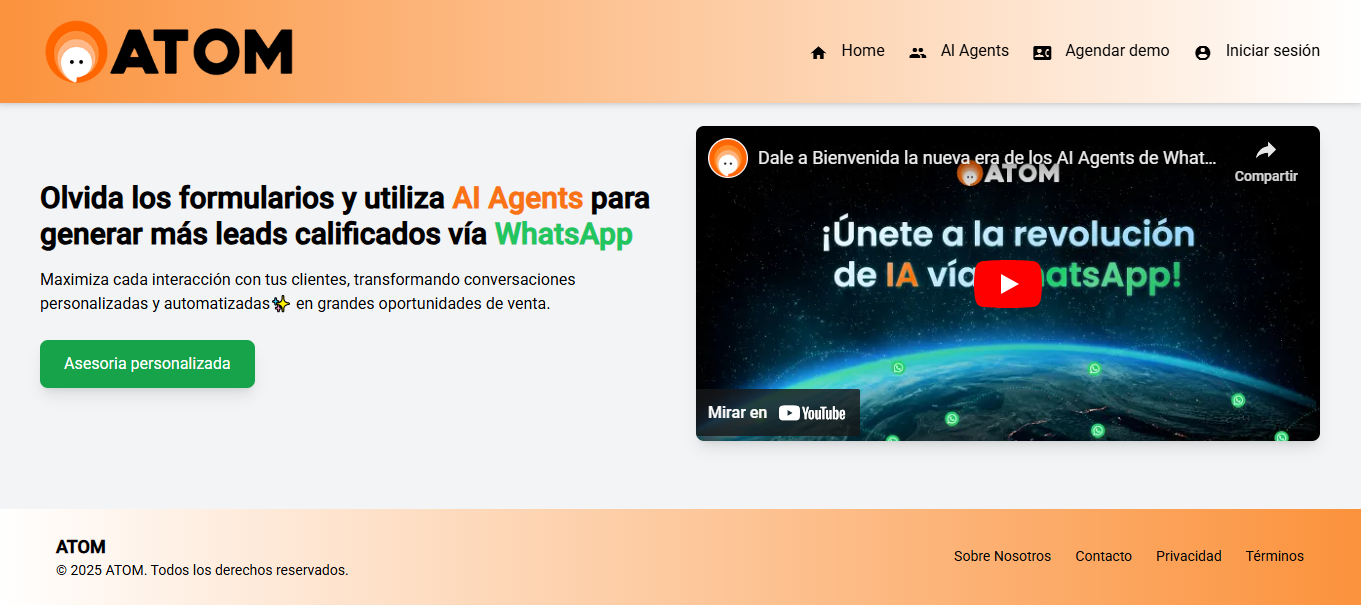 ATOM
Home
AI Agents
Agendar demo
Iniciar sesión
Olvida los formularios y utiliza AI Agents para
generar más leads calificados vía WhatsApp
Maximiza cada interacción con tus clientes, transformando conversaciones
personalizadas y automatizadas✨ en grandes oportunidades de venta.
Asesoria personalizada
Dale a Bienvenida la nueva era de los AI Agents de What...
Compartir
ATOM
¡Únete a la revolución
de IA vía hatsApp!
Mirar en YouTube
ATOM
© 2025 ATOM. Todos los derechos reservados.
Sobre Nosotros
Contacto
Privacidad
Términos